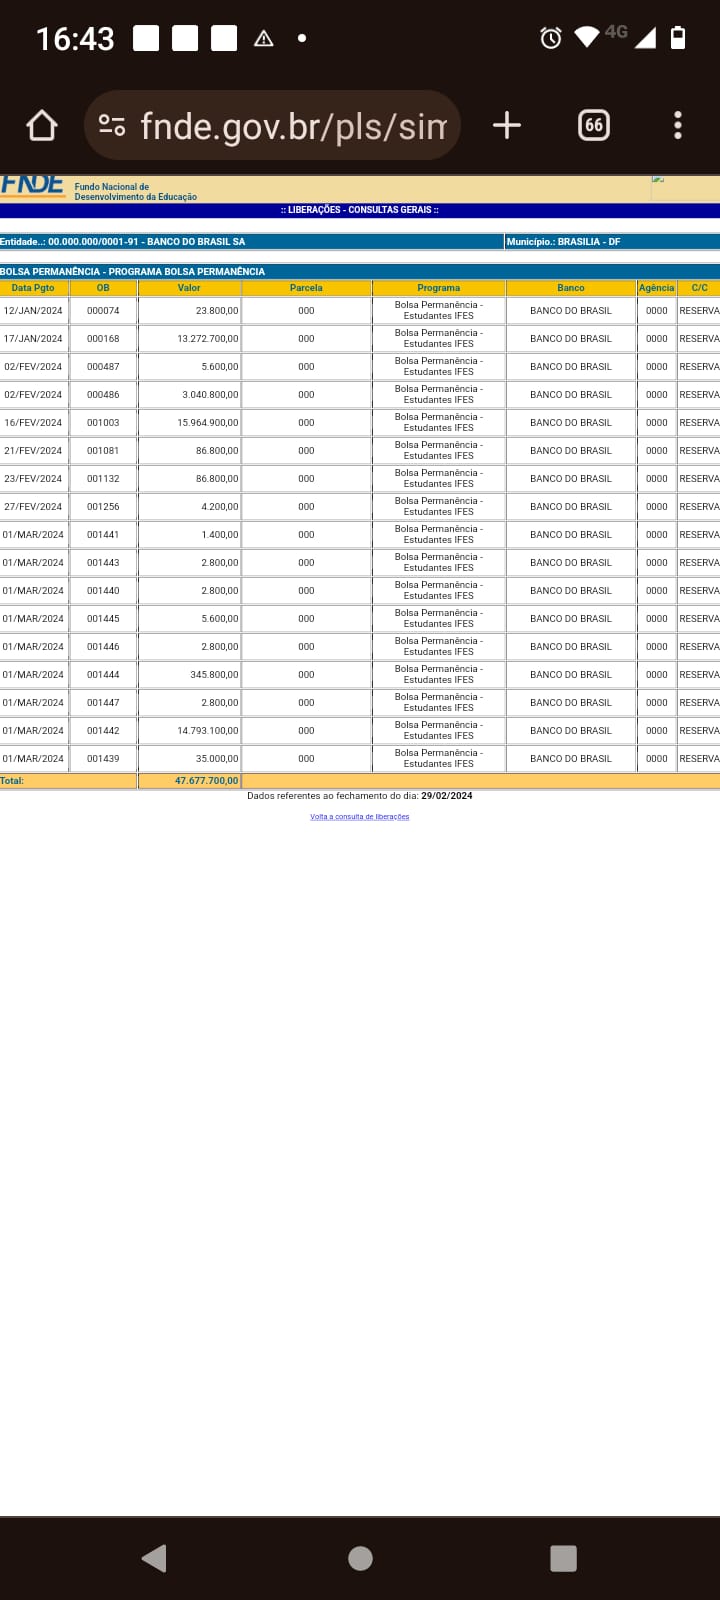 16:43
4G
fnde.gov.br/pls/sim
66
FNDE
Fundo Nacional de
Desenvolvimento da Educação
:: LIBERAÇÕES - CONSULTAS GERAIS ::
Entidade..: 00.000.000/0001-91 - BANCO DO BRASIL SA Município.: BRASILIA - DF
BOLSA PERMANÊNCIA - PROGRAMA BOLSA PERMANÊNCIA
Data Pgto OB Valor Parcela Programa Banco Agência C/C
12/JAN/2024 000074 23.800,00 000 Bolsa Permanência - Estudantes IFES BANCO DO BRASIL 0000 RESERVA
17/JAN/2024 000168 13.272.700,00 000 Bolsa Permanência - Estudantes IFES BANCO DO BRASIL 0000 RESERVA
02/FEV/2024 000487 5.600,00 000 Bolsa Permanência - Estudantes IFES BANCO DO BRASIL 0000 RESERVA
02/FEV/2024 000486 3.040.800,00 000 Bolsa Permanência - Estudantes IFES BANCO DO BRASIL 0000 RESERVA
16/FEV/2024 001003 15.964.900,00 000 Bolsa Permanência - Estudantes IFES BANCO DO BRASIL 0000 RESERVA
21/FEV/2024 001081 86.800,00 000 Bolsa Permanência - Estudantes IFES BANCO DO BRASIL 0000 RESERVA
23/FEV/2024 001132 86.800,00 000 Bolsa Permanência - Estudantes IFES BANCO DO BRASIL 0000 RESERVA
27/FEV/2024 001256 4.200,00 000 Bolsa Permanência - Estudantes IFES BANCO DO BRASIL 0000 RESERVA
01/MAR/2024 001441 1.400,00 000 Bolsa Permanência - Estudantes IFES BANCO DO BRASIL 0000 RESERVA
01/MAR/2024 001443 2.800,00 000 Bolsa Permanência - Estudantes IFES BANCO DO BRASIL 0000 RESERVA
01/MAR/2024 001440 2.800,00 000 Bolsa Permanência - Estudantes IFES BANCO DO BRASIL 0000 RESERVA
01/MAR/2024 001445 5.600,00 000 Bolsa Permanência - Estudantes IFES BANCO DO BRASIL 0000 RESERVA
01/MAR/2024 001446 2.800,00 000 Bolsa Permanência - Estudantes IFES BANCO DO BRASIL 0000 RESERVA
01/MAR/2024 001444 345.800,00 000 Bolsa Permanência - Estudantes IFES BANCO DO BRASIL 0000 RESERVA
01/MAR/2024 001447 2.800,00 000 Bolsa Permanência - Estudantes IFES BANCO DO BRASIL 0000 RESERVA
01/MAR/2024 001442 14.793.100,00 000 Bolsa Permanência - Estudantes IFES BANCO DO BRASIL 0000 RESERVA
01/MAR/2024 001439 35.000,00 000 Bolsa Permanência - Estudantes IFES BANCO DO BRASIL 0000 RESERVA
Total: 47.677.700,00
Dados referentes ao fechamento do dia: 29/02/2024
Volta a consulta de liberações